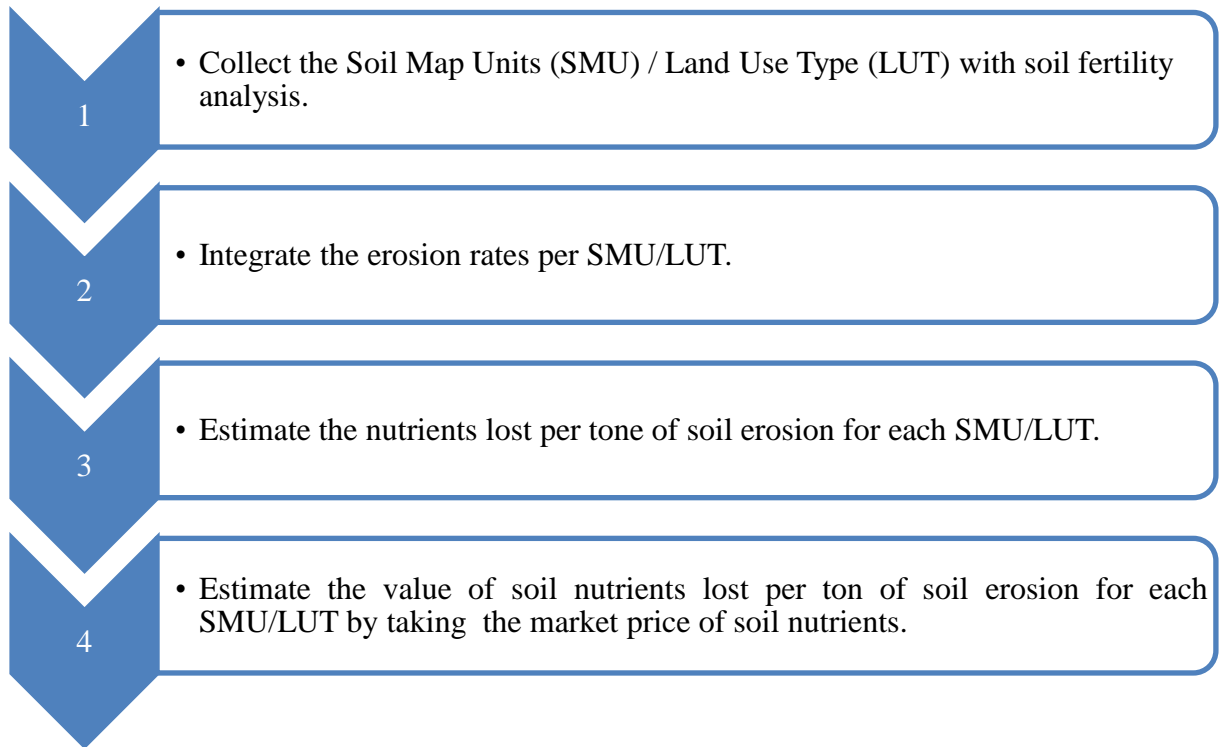 1
• Collect the Soil Map Units (SMU) / Land Use Type (LUT) with soil fertility
analysis.
2
• Integrate the erosion rates per SMU/LUT.
3
• Estimate the nutrients lost per tone of soil erosion for each SMU/LUT.
4
• Estimate the value of soil nutrients lost per ton of soil erosion for each
SMU/LUT by taking the market price of soil nutrients.